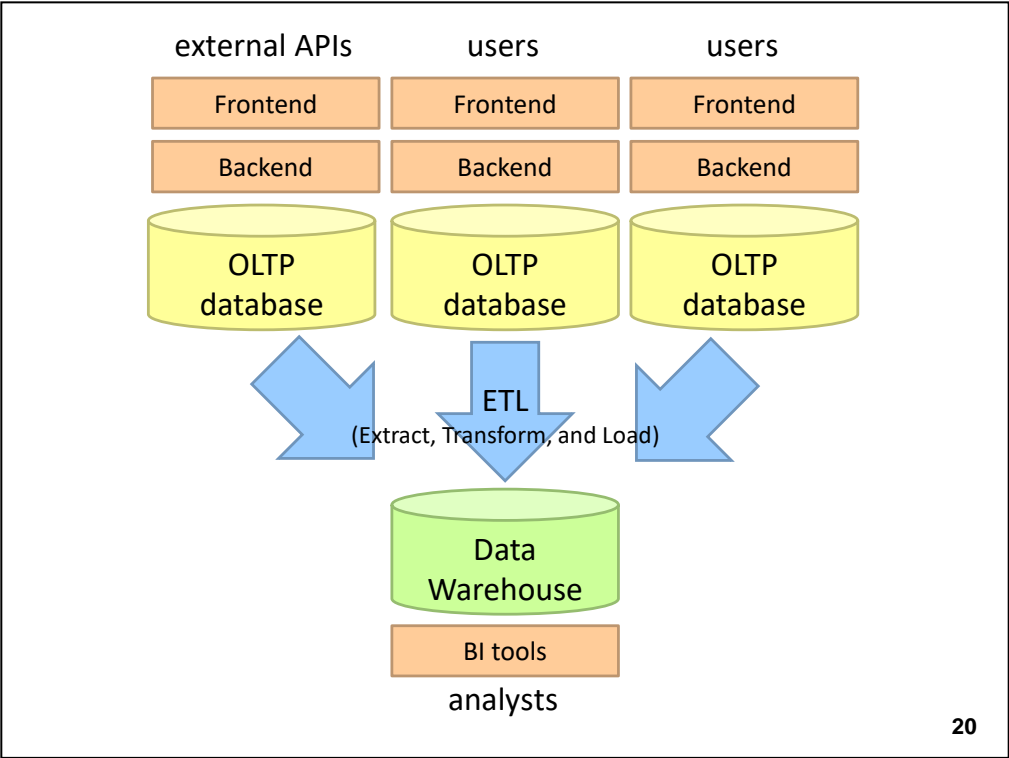 external APIs
users
users
Frontend
Frontend
Frontend
Backend
Backend
Backend
OLTP
database
OLTP
database
OLTP
database
ETL
(Extract, Transform, and Load)
Data
Warehouse
BI tools
analysts
20